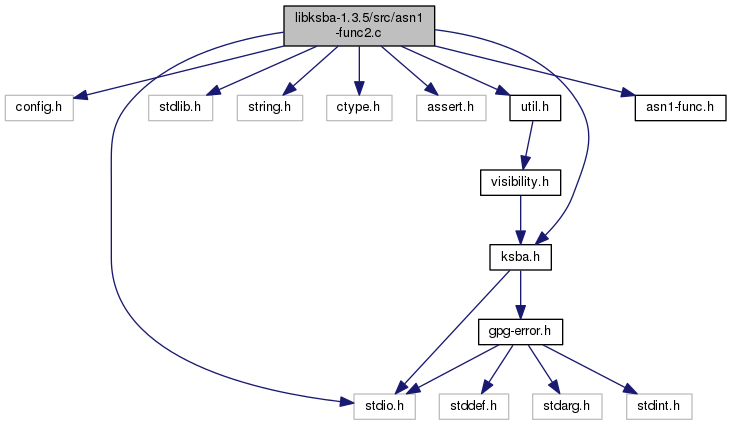 libksba-1.3.5/src/asn1
-func2.c
config.h
stdlib.h
string.h
ctype.h
assert.h
util.h
asn1-func.h
visibility.h
ksba.h
gpg-error.h
stdio.h
stddef.h
stdarg.h
stdint.h